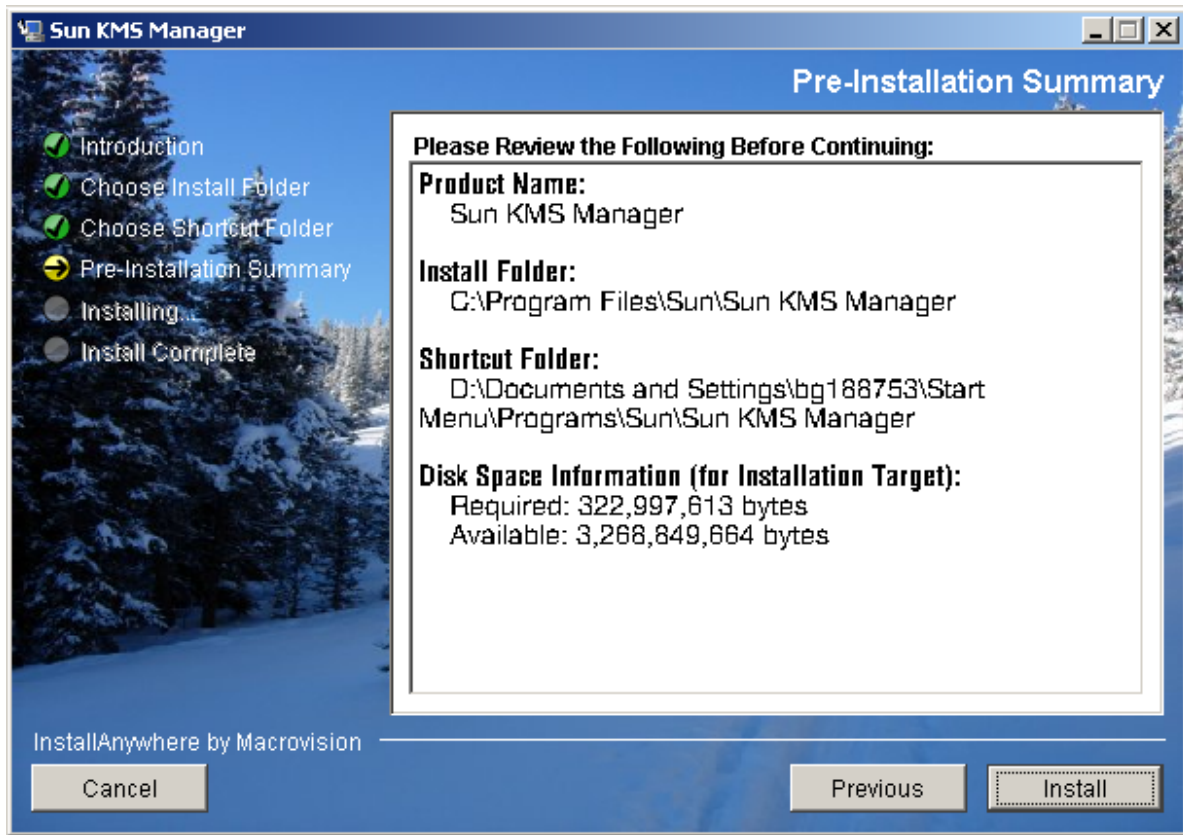 Sun KMS Manager
Pre-Installation Summary
Introduction
Choose Install Folder
Choose Shortcut Folder
Pre-Installation Summary
Installing...
Install Complete
Please Review the Following Before Continuing:
Product Name:
Sun KMS Manager
Install Folder:
C:\Program Files\Sun\Sun KMS Manager
Shortcut Folder:
D:\Documents and Settings\bg188753\Start
Menu\Programs\Sun\Sun KMS Manager
Disk Space Information (for Installation Target):
Required: 322,997,613 bytes
Available: 3,268,849,664 bytes
InstallAnywhere by Macrovision
Cancel
Previous
Install